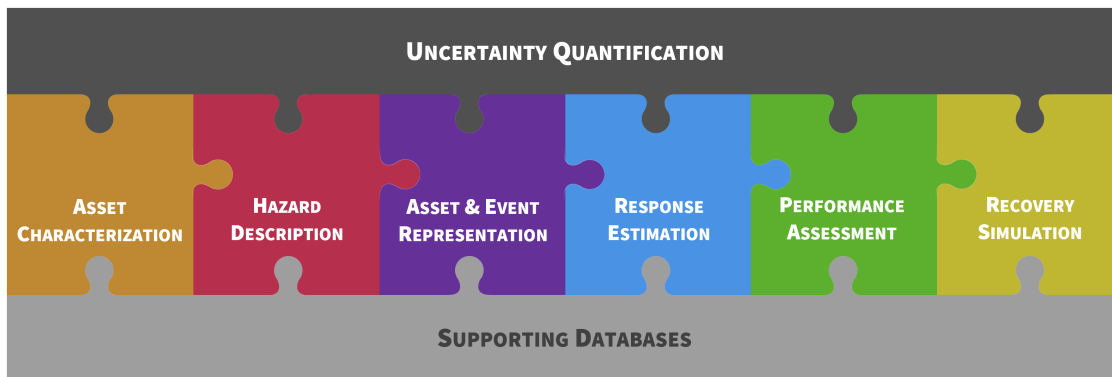 Uncertainty Quantification
Asset
Characterization
Hazard
Description
Asset & Event
Representation
Response
Estimation
Performance
Assessment
Recovery
Simulation
Supporting Databases